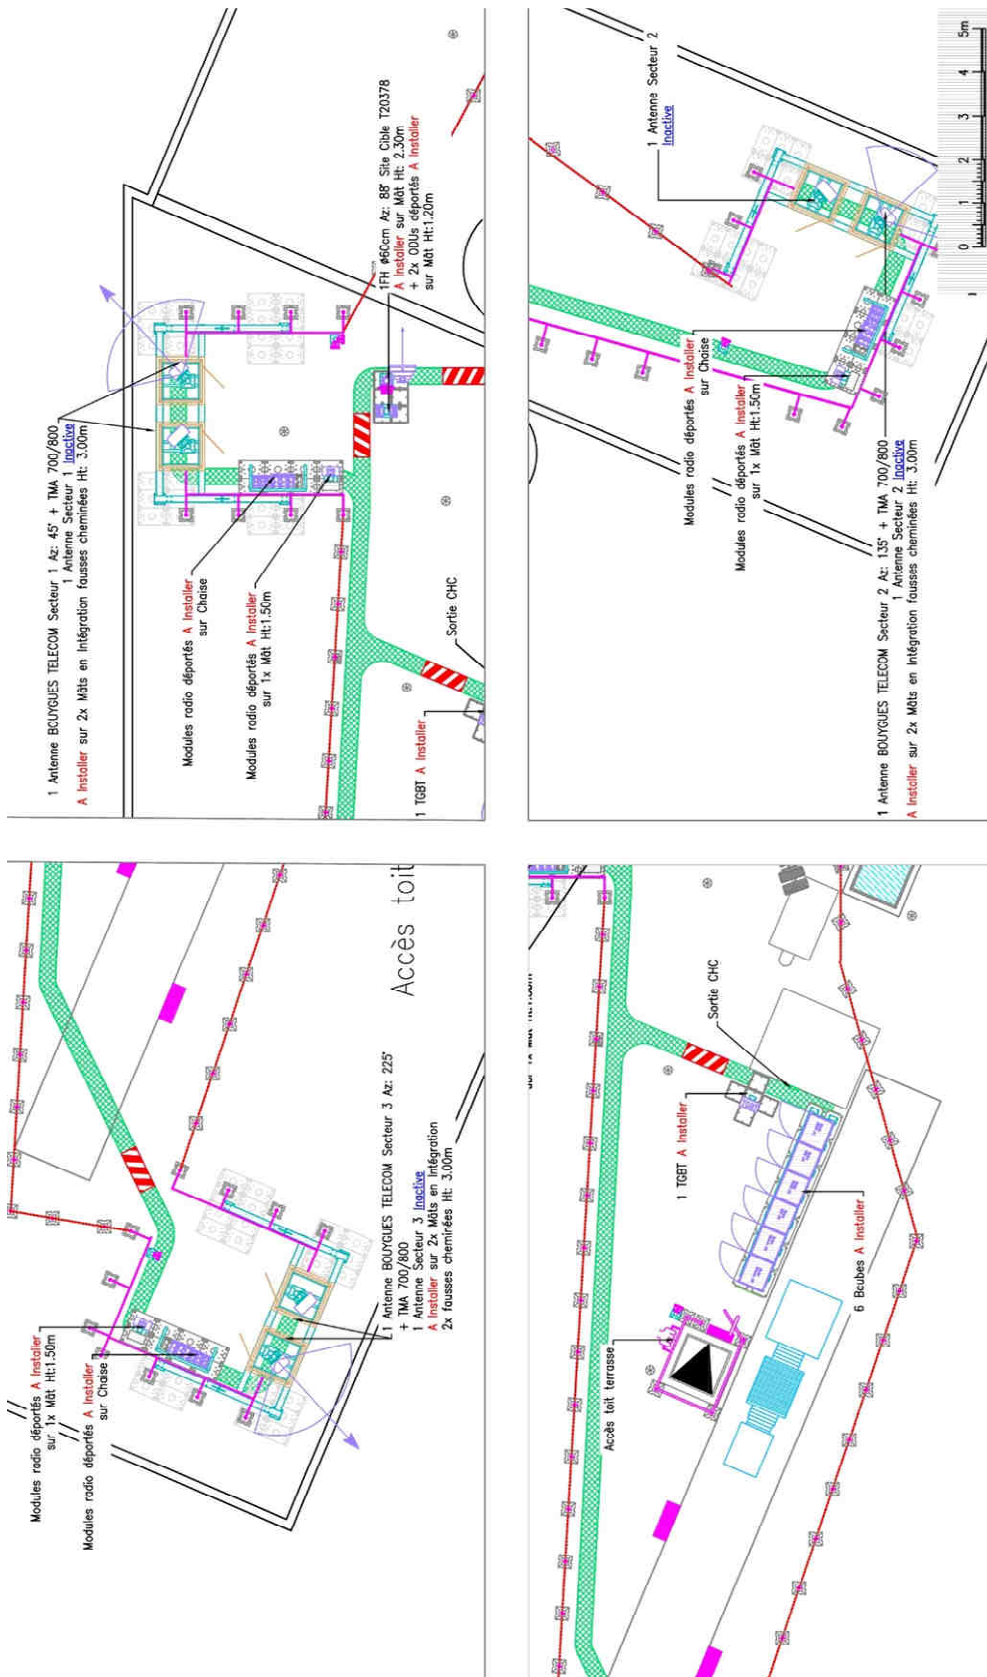 1 Antenne BOUYGUES TELECOM Secteur 1 Az: 45° + TMA 700/800
1 Antenne Secteur 1 Inactive
A Installer sur 2x Mâts en Intégration fausses cheminées Ht: 3.00m
Modules radio déportés A Installer
sur Chaise
Modules radio déportés A Installer
sur 1x Mât Ht:1.50m
1FH ø60cm Az: 88° Site Cible T20378
A Installer sur Mât Ht: 2.30m
+ 2x ODUs déportés A Installer
sur Mât Ht:1.20m
1 TGBT A Installer
Sortie CHC
1 Antenne Secteur 2
Inactive
Modules radio déportés A Installer
sur Chaise
Modules radio déportés A Installer
sur 1x Mât Ht:1.50m
1 Antenne BOUYGUES TELECOM Secteur 2 Az: 135° + TMA 700/800
1 Antenne Secteur 2 Inactive
A Installer sur 2x Mâts en Intégration fausses cheminées Ht: 3.00m
0 1 2 3 4 5m
1
Modules radio déportés A Installer
sur 1x Mât Ht:1.50m
Modules radio déportés A Installer
sur Chaise
1 Antenne BOUYGUES TELECOM Secteur 3 Az: 225°
+ TMA 700/800
1 Antenne Secteur 3 Inactive
A Installer sur 2x Mâts en Intégration
2x fausses cheminées Ht: 3.00m
Accès toit
Accès toit terrasse
1 TGBT A Installer
Sortie CHC
6 Bcubes A Installer